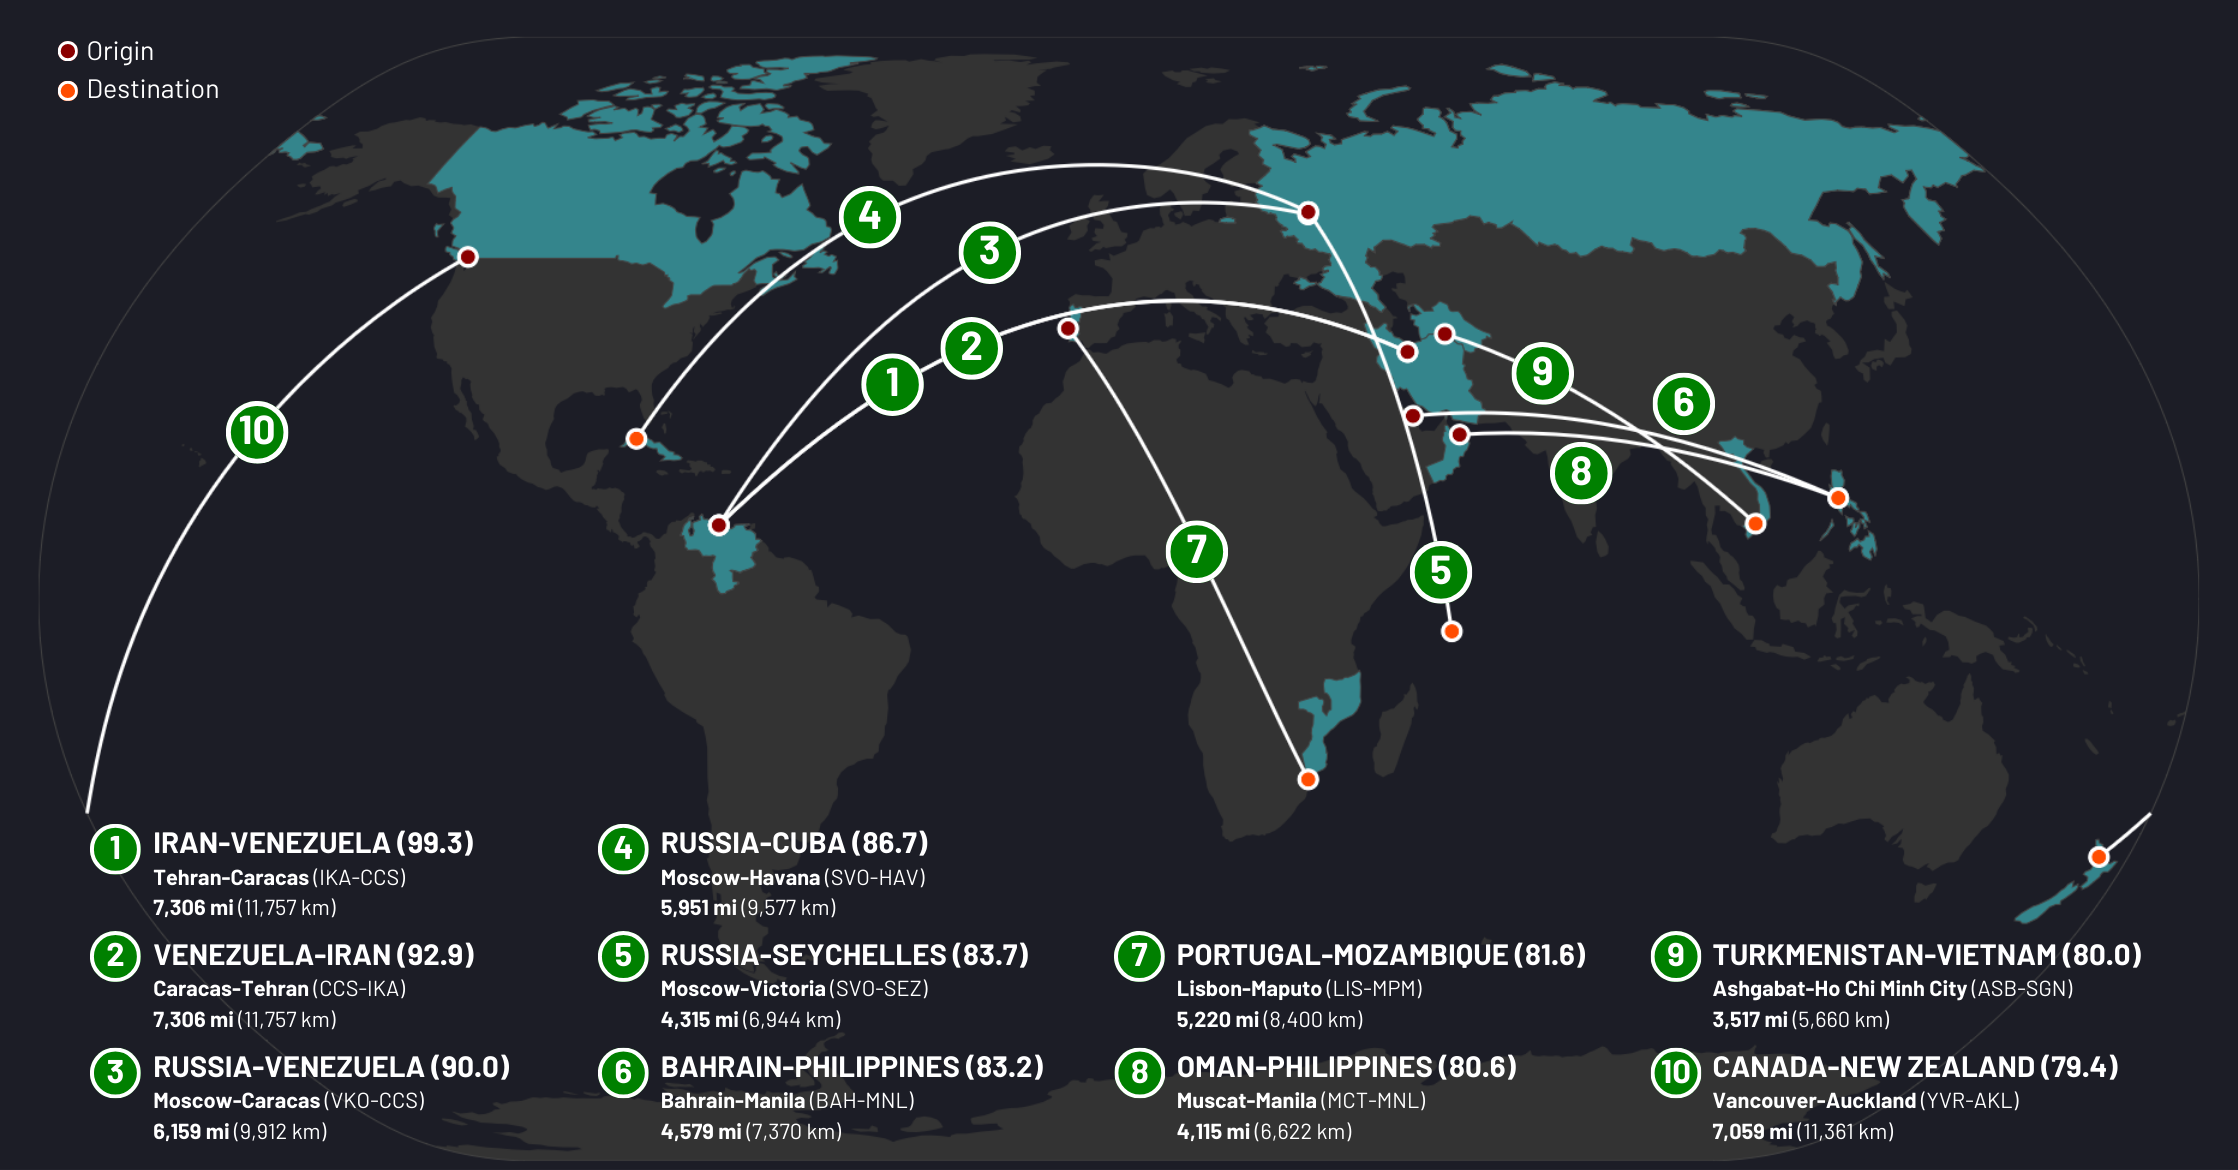 Origin
Destination
4
3
2
1
10
9
6
8
7
5
1
IRAN-VENEZUELA (99.3)
Tehran-Caracas (IKA-CCS)
7,306 mi (11,757 km)
2
VENEZUELA-IRAN (92.9)
Caracas-Tehran (CCS-IKA)
7,306 mi (11,757 km)
3
RUSSIA-VENEZUELA (90.0)
Moscow-Caracas (VKO-CCS)
6,159 mi (9,912 km)
4
RUSSIA-CUBA (86.7)
Moscow-Havana (SVO-HAV)
5,951 mi (9,577 km)
5
RUSSIA-SEYCHELLES (83.7)
Moscow-Victoria (SVO-SEZ)
4,315 mi (6,944 km)
6
BAHRAIN-PHILIPPINES (83.2)
Bahrain-Manila (BAH-MNL)
4,579 mi (7,370 km)
7
PORTUGAL-MOZAMBIQUE (81.6)
Lisbon-Maputo (LIS-MPM)
5,220 mi (8,400 km)
8
OMAN-PHILIPPINES (80.6)
Muscat-Manila (MCT-MNL)
4,115 mi (6,622 km)
9
TURKMENISTAN-VIETNAM (80.0)
Ashgabat-Ho Chi Minh City (ASB-SGN)
3,517 mi (5,660 km)
10
CANADA-NEW ZEALAND (79.4)
Vancouver-Auckland (YVR-AKL)
7,059 mi (11,361 km)